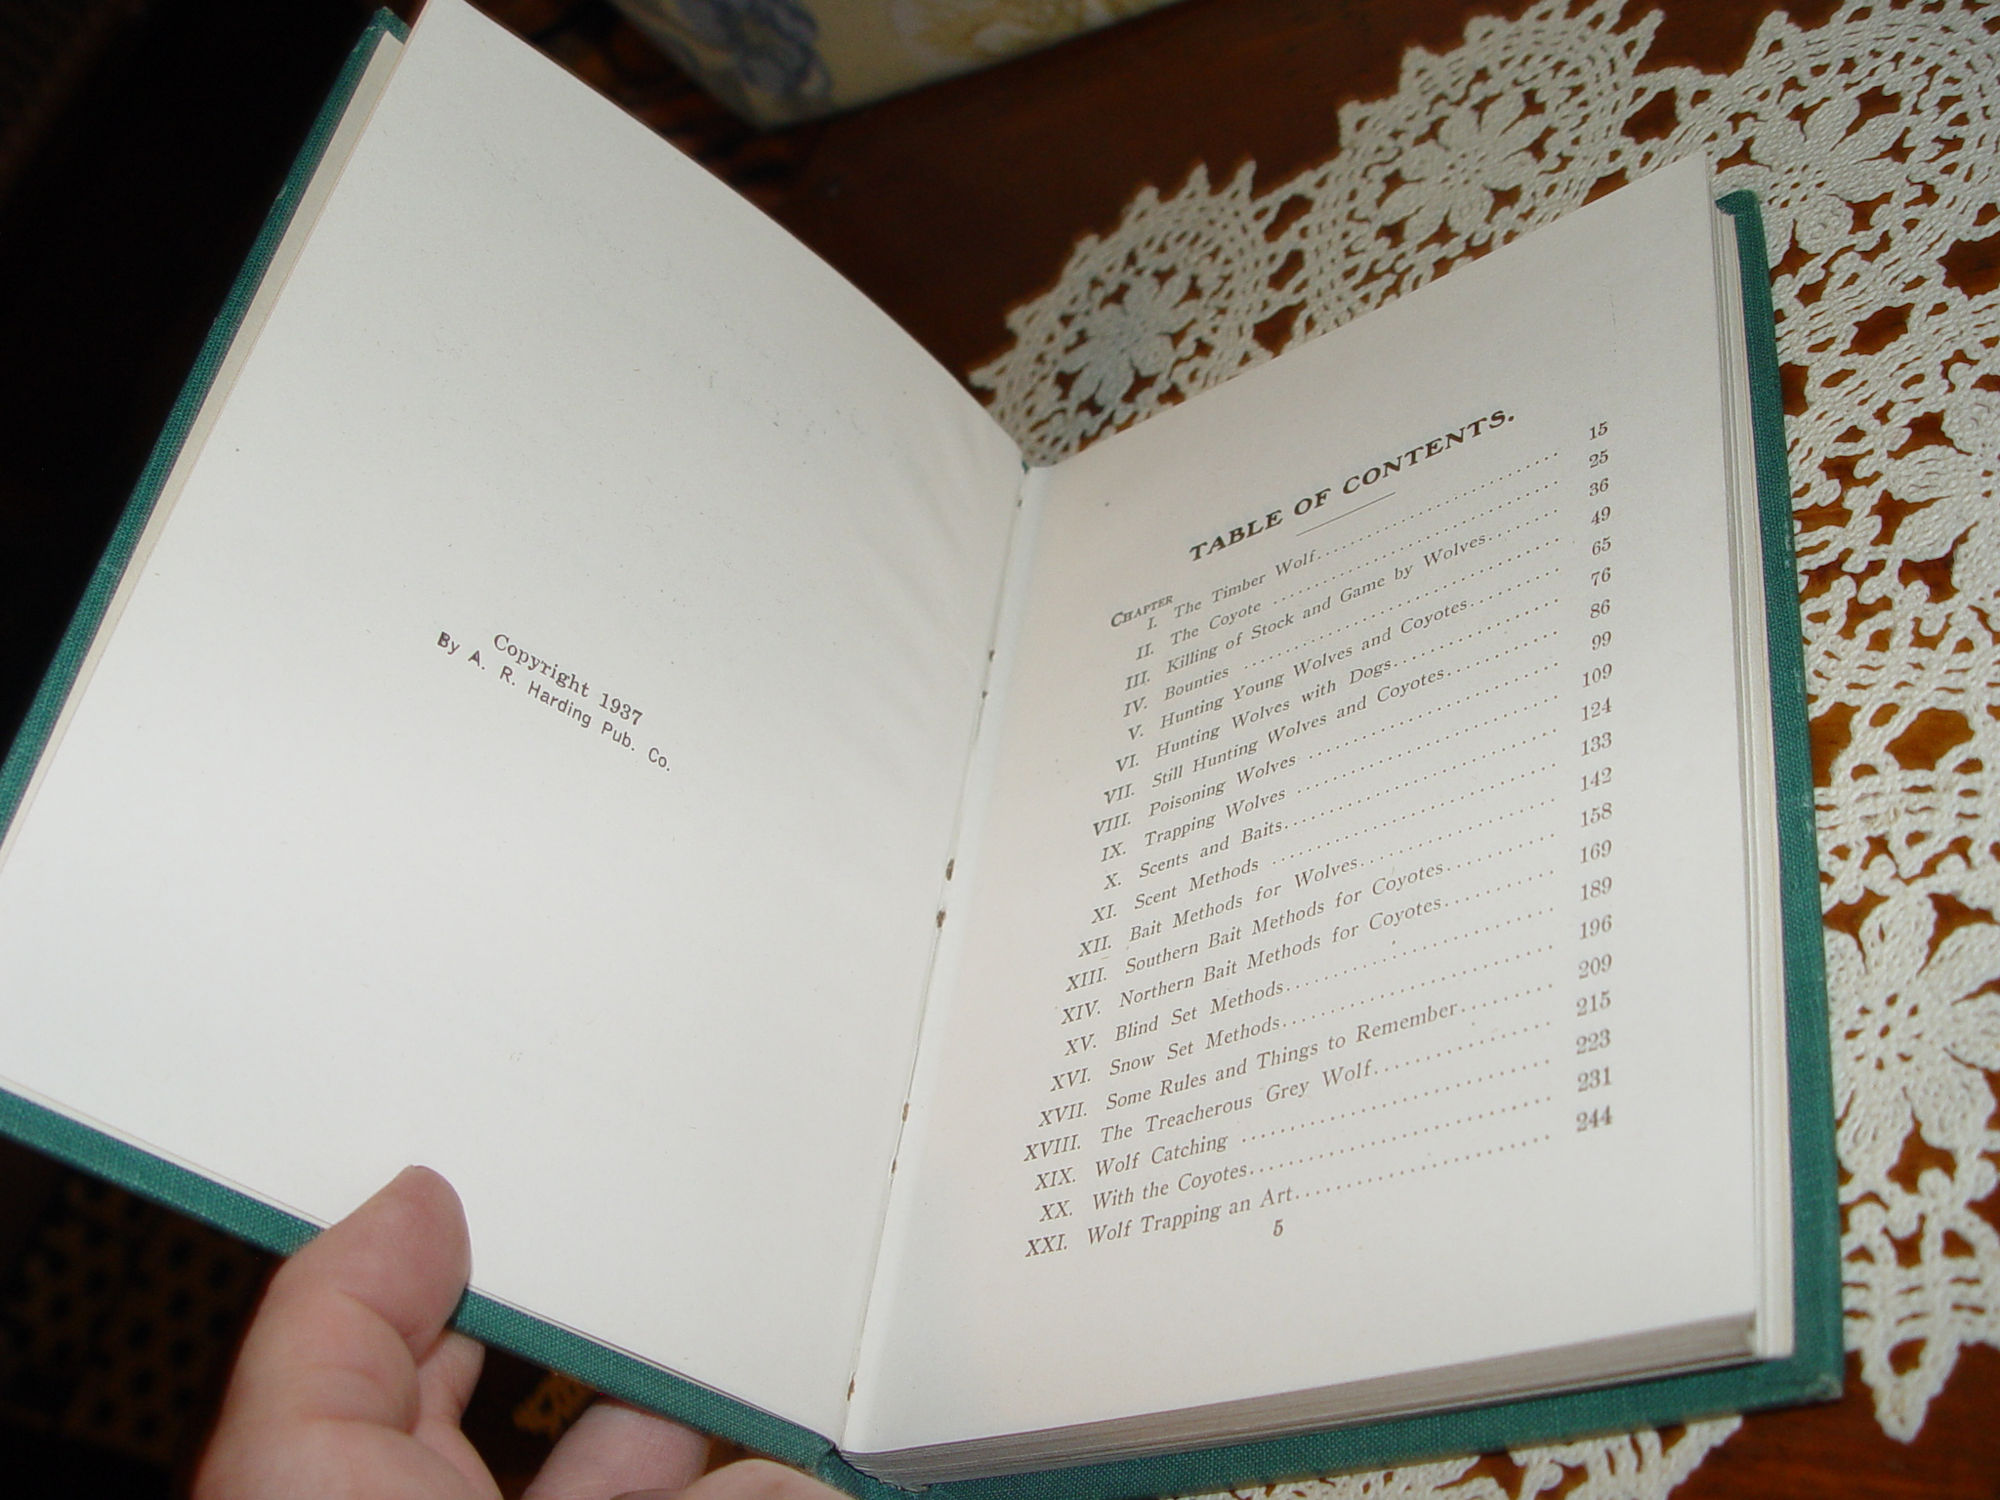 Copyright 1937
By A. R. Harding Pub. Co.
TABLE OF CONTENTS.
CHAPTER
I. The Timber Wolf.................... 15
II. The Coyote .................... 25
III. Killing of Stock and Game by Wolves....... 36
IV. Bounties .................... 49
V. Hunting Young Wolves and Coyotes......... 65
VI. Hunting Wolves with Dogs............... 76
VII. Still Hunting Wolves and Coyotes.......... 86
VIII. Poisoning Wolves .................... 99
IX. Trapping Wolves .................... 109
X. Scents and Baits.................... 124
XI. Scent Methods .................... 133
XII. Bait Methods for Wolves............... 142
XIII. Southern Bait Methods for Coyotes......... 158
XIV. Northern Bait Methods for Coyotes......... 169
XV. Blind Set Methods.................... 189
XVI. Snow Set Methods.................... 196
XVII. Some Rules and Things to Remember........ 209
XVIII. The Treacherous Grey Wolf.............. 215
XIX. Wolf Catching .................... 223
XX. With the Coyotes.................... 231
XXI. Wolf Trapping an Art.................... 244
5